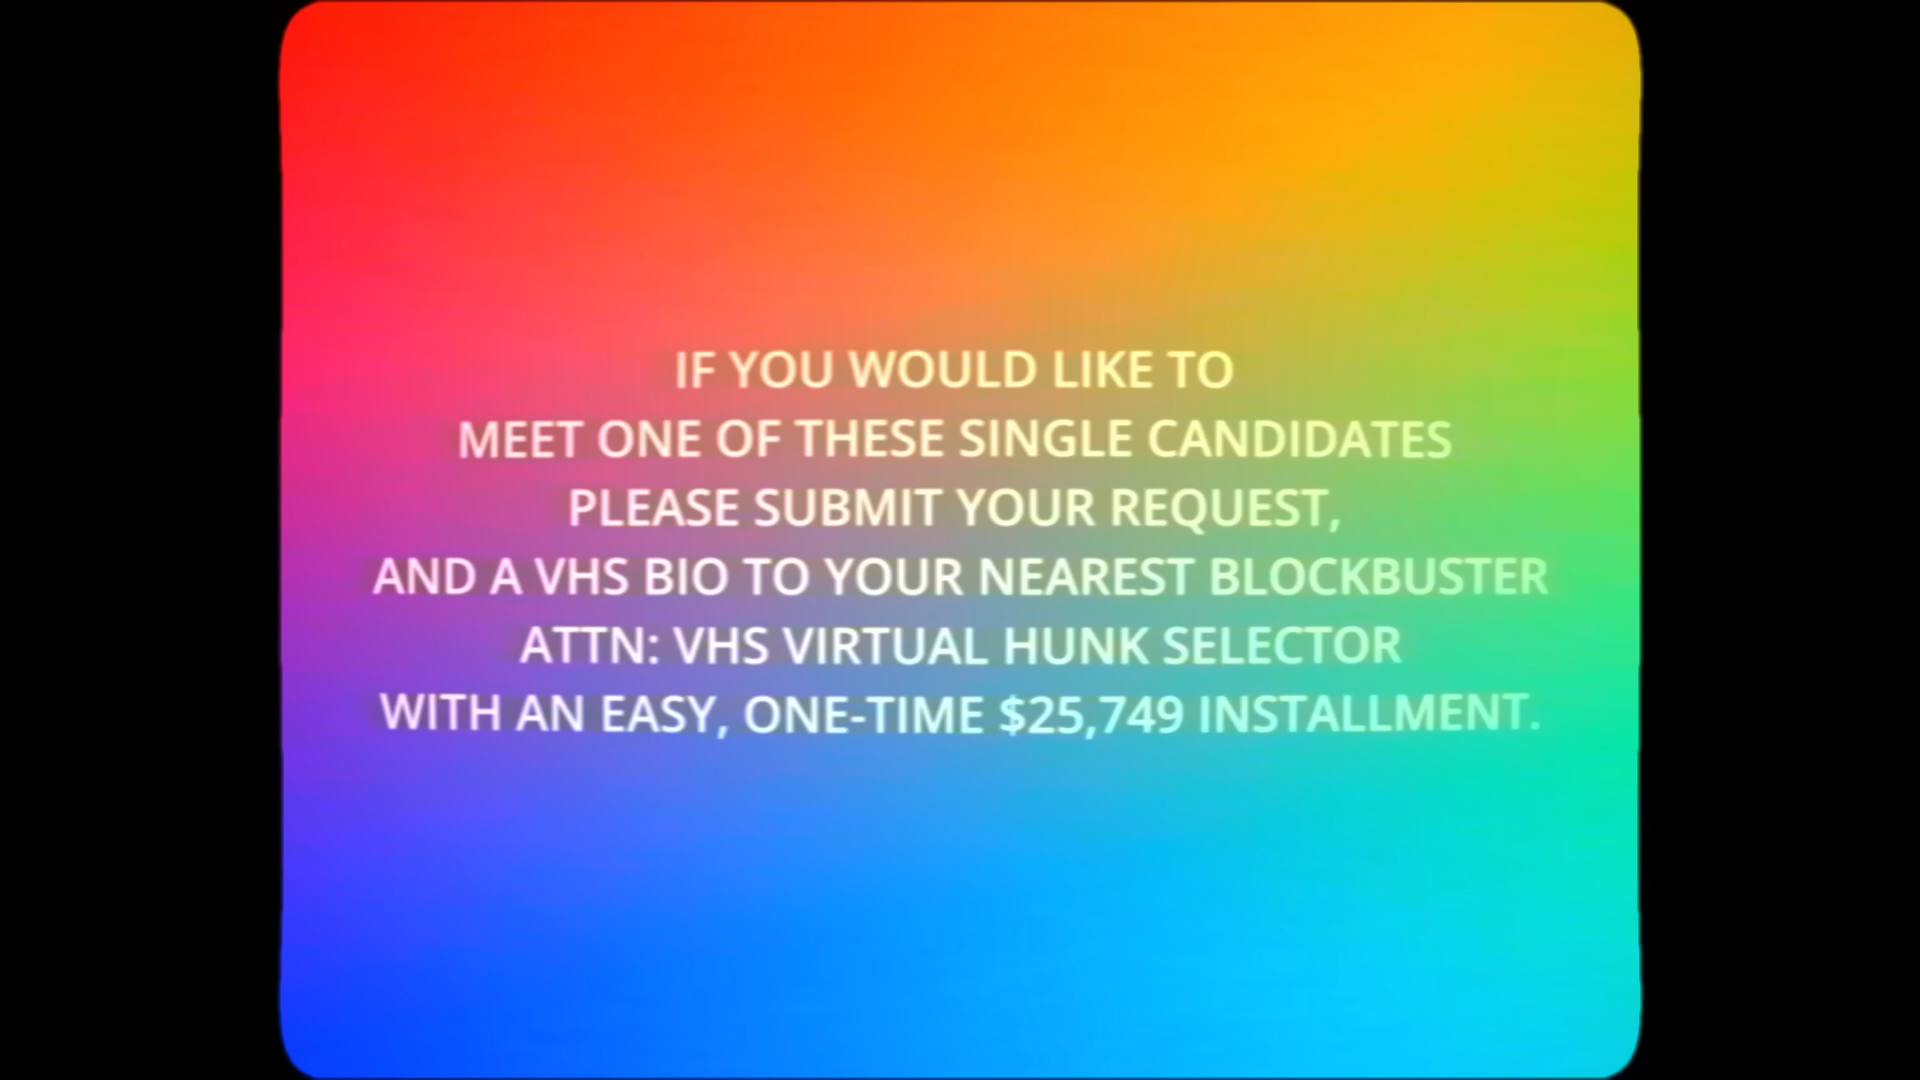 IF YOU WOULD LIKE TO
MEET ONE OF THESE SINGLE CANDIDATES
PLEASE SUBMIT YOUR REQUEST,
AND A VHS BIO TO YOUR NEAREST BLOCKBUSTER
ATTN: VHS VIRTUAL HUNK SELECTOR
WITH AN EASY, ONE-TIME $25,749 INSTALLMENT.